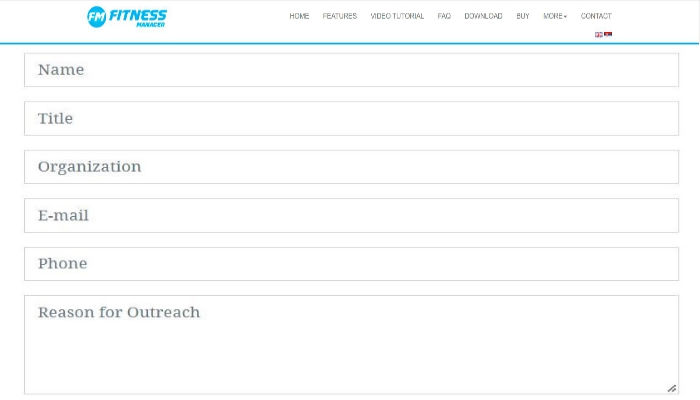 FM FITNESS
MANAGER
HOME FEATURES VIDEO TUTORIAL FAQ DOWNLOAD BUY MORE CONTACT
Name
Title
Organization
E-mail
Phone
Reason for Outreach